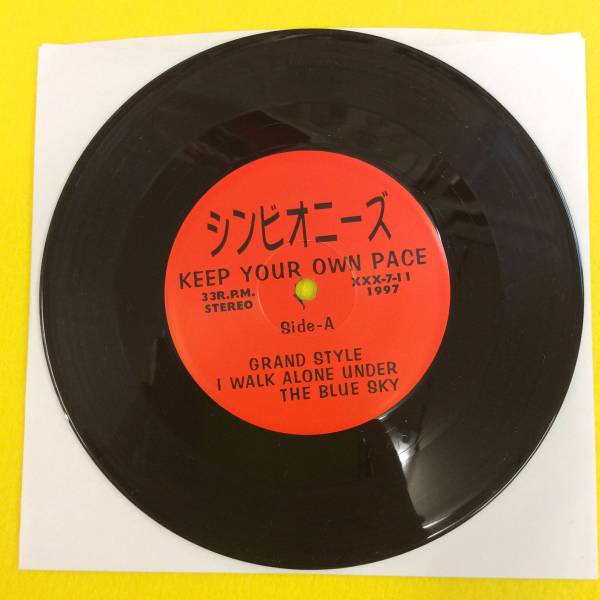 シンビオニーズ
KEEP YOUR OWN PACE
33R.P.M.
STEREO
XXX-7-11
1997
Side-A
GRAND STYLE
I WALK ALONE UNDER
THE BLUE SKY